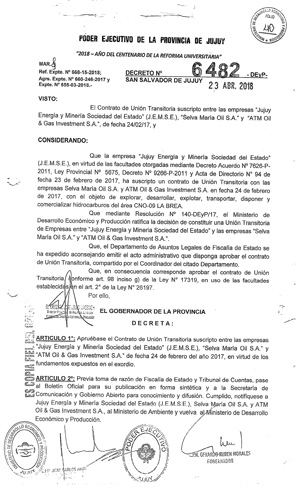 PODER EJECUTIVO DE LA PROVINCIA DE JUJUY
"2018 – AÑO DEL CENTENARIO DE LA REFORMA UNIVERSITARIA"
Ref. Expte. Nº 660-15-2018;
Agre. Expte. Nº 660-246-2017 y
DECRETO Nº 6482 -DEyP-
SAN SALVADOR DE JUJUY, 23 ABR. 2018
VISTO:
El Contrato de Unión Transitoria suscripto entre las empresas "Jujuy
Energía y Minería Sociedad del Estado" (J.E.M.S.E.), "Selva María Oil S.A." y "ATM Oil
& Gas Investment S.A.", de fecha 24/02/17, y
CONSIDERANDO:
Que la empresa "Jujuy Energía y Minería Sociedad del Estado"
(J.E.M.S.E.), en virtud de las facultades otorgadas mediante Decreto Acuerdo Nº 7626-P-
2011, Ley Provincial Nº 5675, Decreto Nº 0266-P-2011 y Acta de Directorio Nº 94 de
fecha 23 de febrero de 2017, ha suscripto un contrato de Unión Transitoria con las
empresas Selva María Oil S.A. y ATM Oil & Gas Investment S.A. en fecha 24 de febrero
de 2017, con el objeto de explorar, desarrollar, explotar, transportar, disponer y
comercializar hidrocarburos del área CNO-09 LA BREA.
Que mediante Resolución Nº 140-DEyP/17, el Ministerio de
Desarrollo Económico y Producción ratifica la decisión de constituir una Unión Transitoria
de Empresas entre "Jujuy Energía y Minería Sociedad del Estado" y las empresas "Selva
María Oil S.A." y "ATM Oil & Gas Investment S.A.".
Que, el Departamento de Asuntos Legales de Fiscalía de Estado se
ha expedido aconsejando emitir el acto administrativo que disponga aprobar el contrato
de Unión Transitoria, compartido por el Coordinador del citado Departamento.
Que, en consecuencia corresponde aprobar el contrato de Unión
Transitoria (conforme art. 98 inciso g) de la Ley Nº 17319, en uso de las facultades
establecidas en el art. 2º de la Ley Nº 25197.
Por ello,
EL GOBERNADOR DE LA PROVINCIA
D E C R E T A:
ARTICULO 1º: Apruébase el Contrato de Unión Transitoria suscripto entre las empresas
"Jujuy Energía y Minería Sociedad del Estado" (J.E.M.S.E.), "Selva María Oil S.A." y
"ATM Oil & Gas Investment S.A." de fecha 24 de febrero del año 2017, en virtud de los
fundamentos expuestos en el exordio.
ARTICULO 2º: Previa toma de razón de Fiscalía de Estado y Tribunal de Cuentas, pase
al Boletín Oficial para su publicación en forma sintética y a la Secretaría de
Comunicación y Gobierno Abierto para conocimiento y difusión. Cumplido, notifíquese a
Jujuy Energía y Minería Sociedad del Estado (J.E.M.S.E.), Selva María Oil S.A., ATM Oil
& Gas Investment S.A., al Ministerio de Ambiente y vuelva al Ministerio de Desarrollo
Económico y Producción.
ES COPIA FIEL DEL
PODER EJECUTIVO
GERARDO RUBEN MORALES
GOBERNADOR